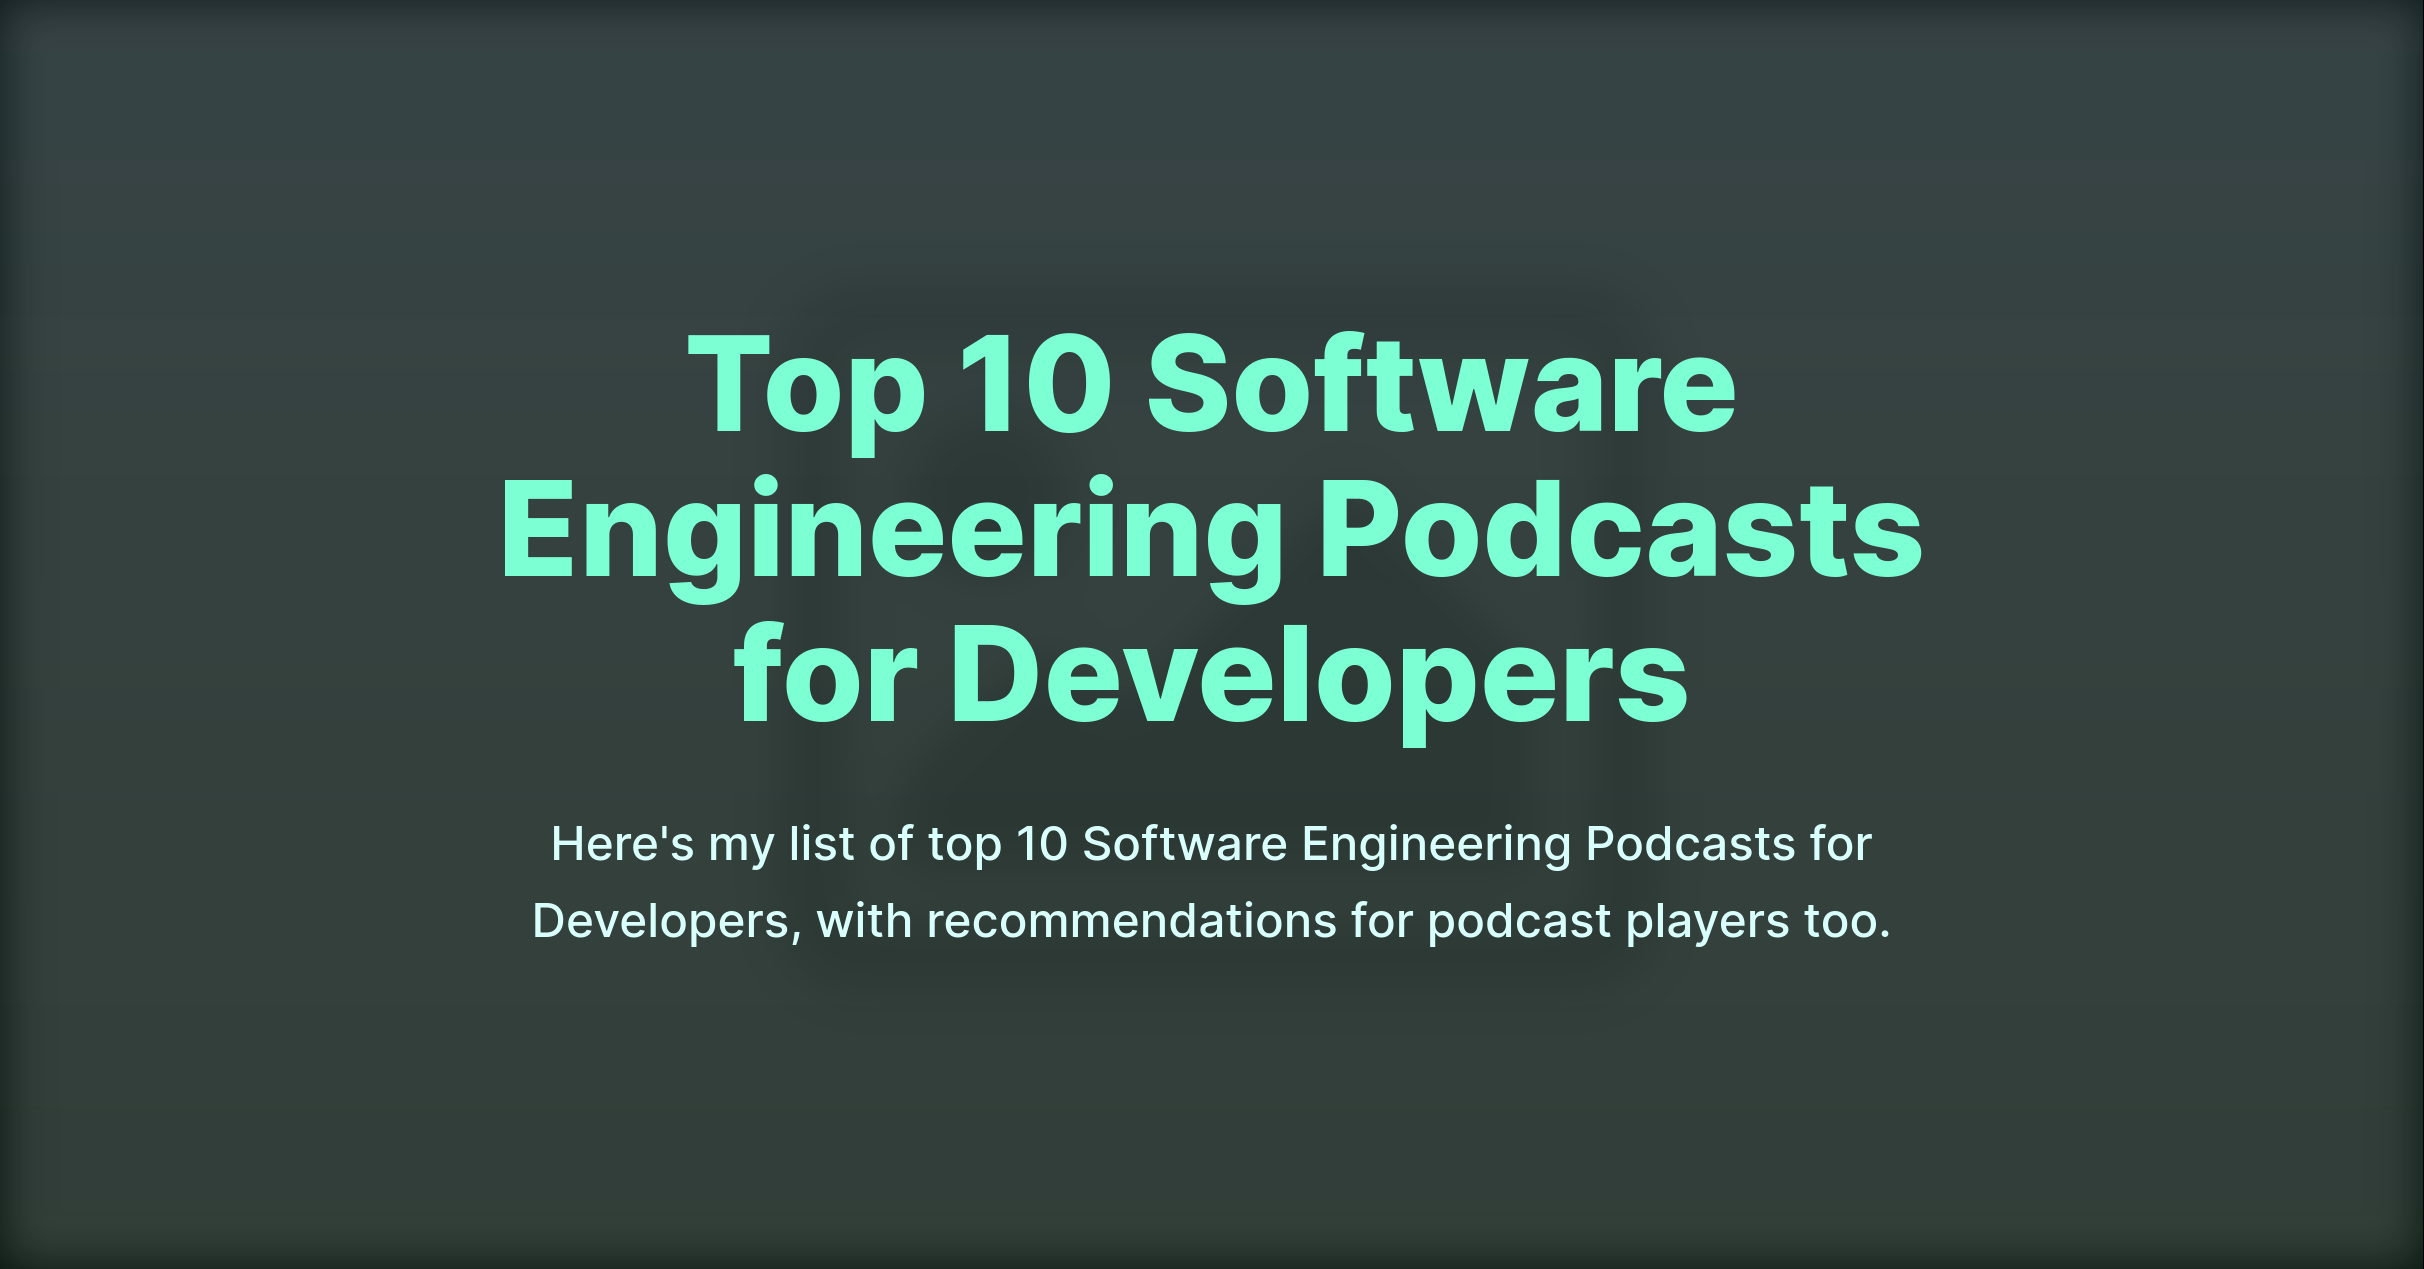 Top 10 Software
Engineering Podcasts
for Developers
Here's my list of top 10 Software Engineering Podcasts for
Developers, with recommendations for podcast players too.